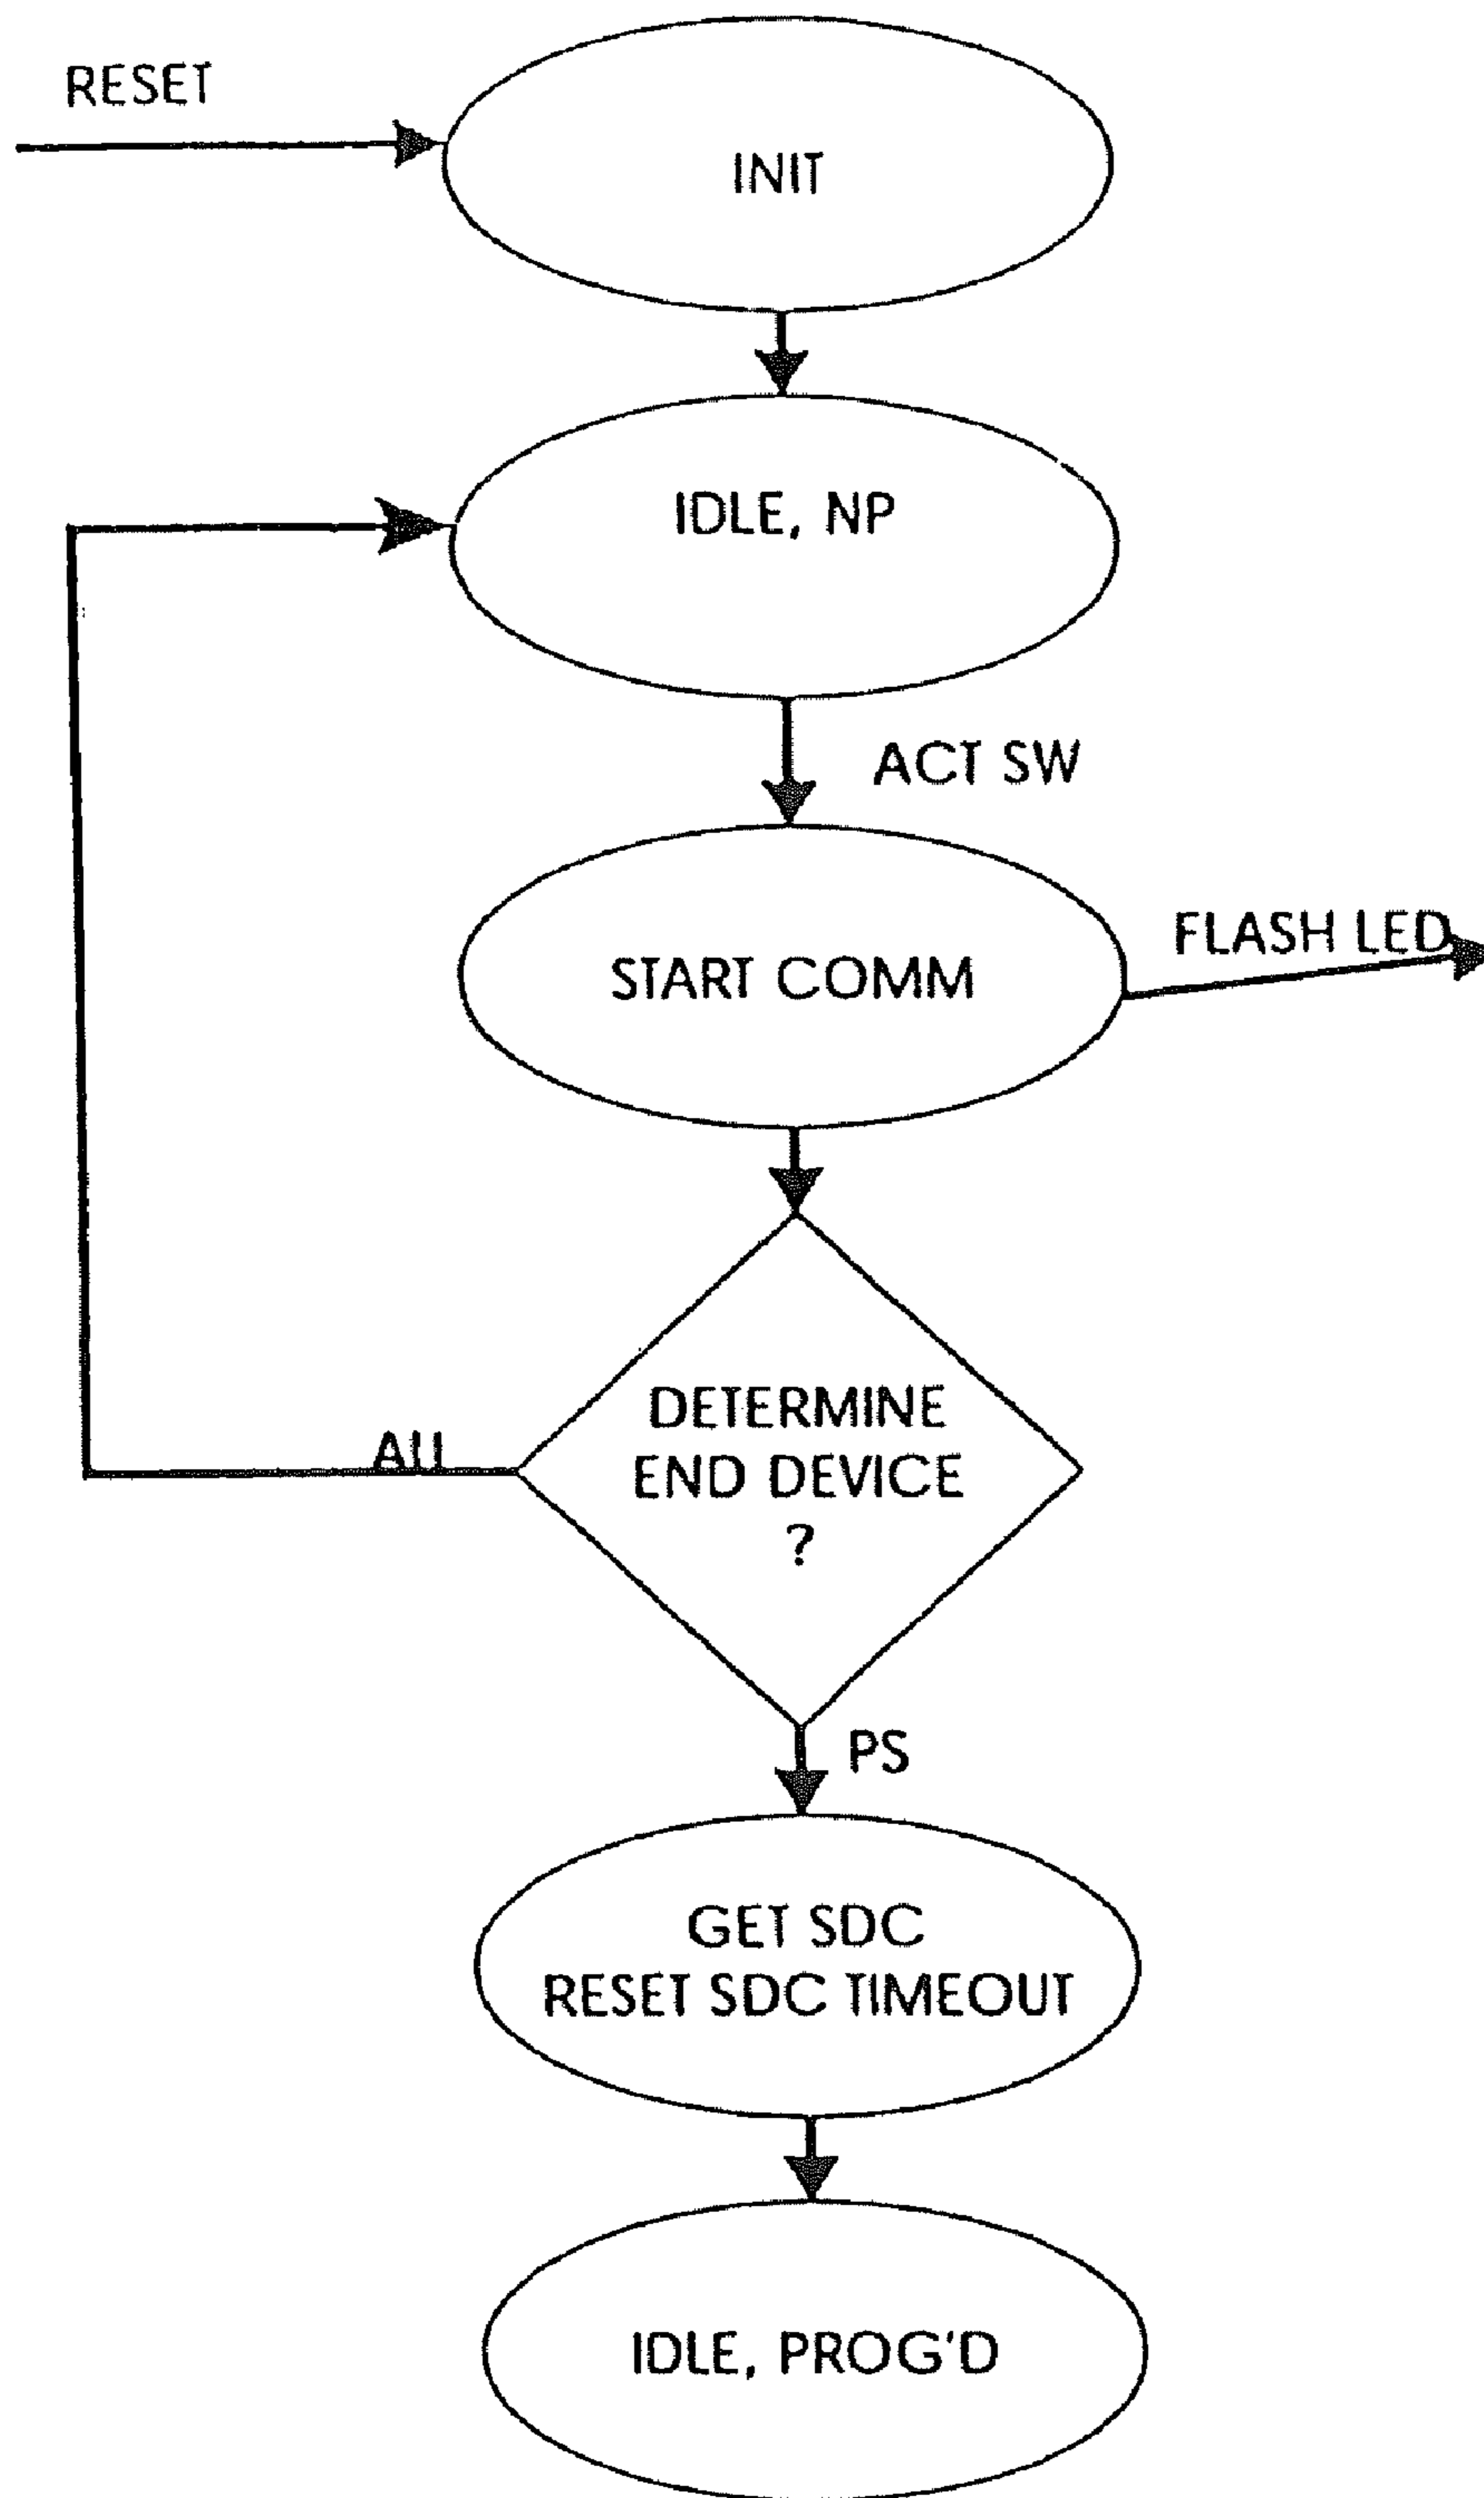 RESET
INIT
IDLE, NP
ACT SW
START COMM
FLASH LED
DETERMINE
END DEVICE
?
PS
GET SDC
RESET SDC TIMEOUT
IDLE, PROG'D